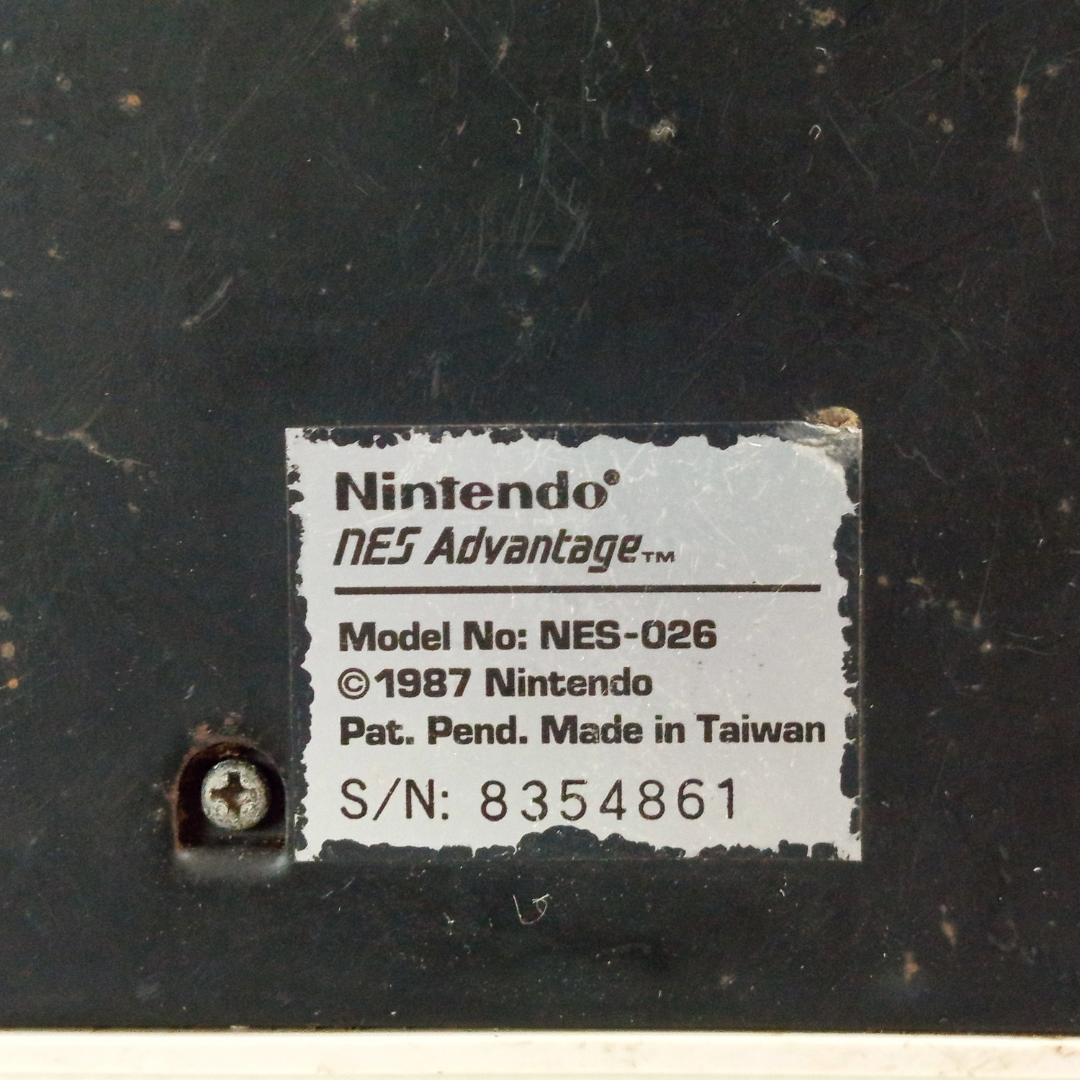 Nintendo®
NES Advantage™
Model No: NES-026
©1987 Nintendo
Pat. Pend. Made in Taiwan
S/N: 8354861